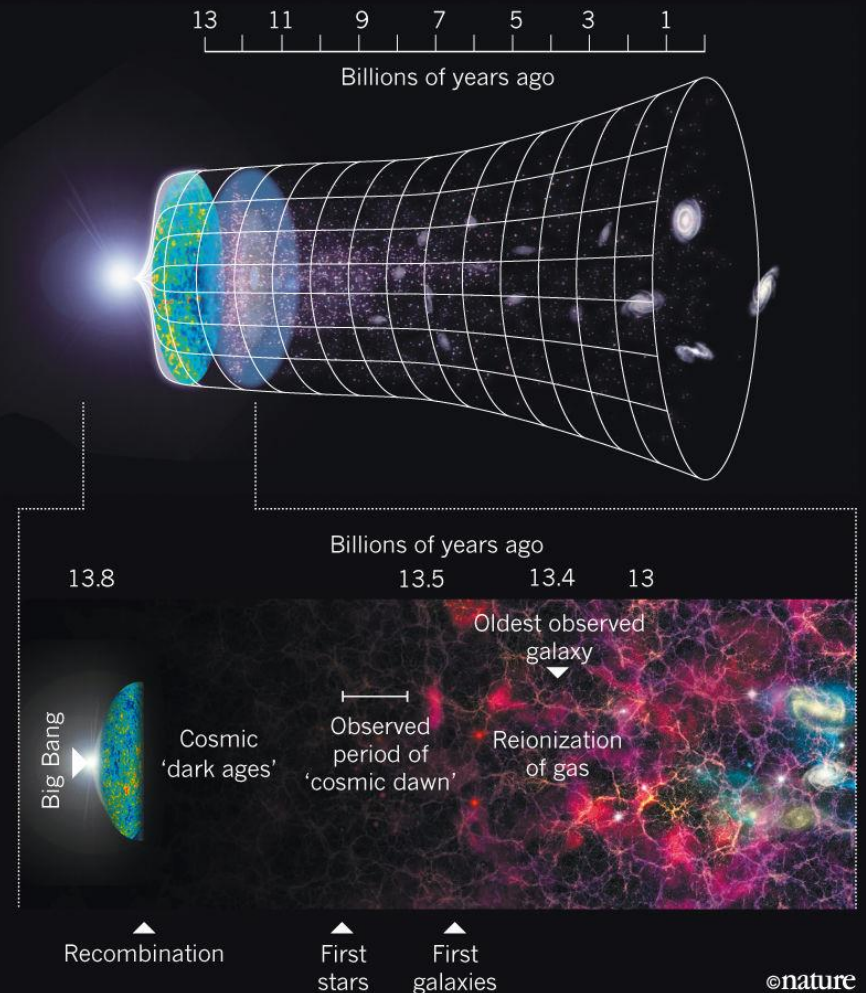 13 11 9 7 5 3 1
Billions of years ago
Billions of years ago
13.8 13.5 13.4 13
Oldest observed
galaxy
Big Bang
Cosmic
‘dark ages’
Observed
period of
‘cosmic dawn’
Reionization
of gas
Recombination
First
stars
First
galaxies
©nature